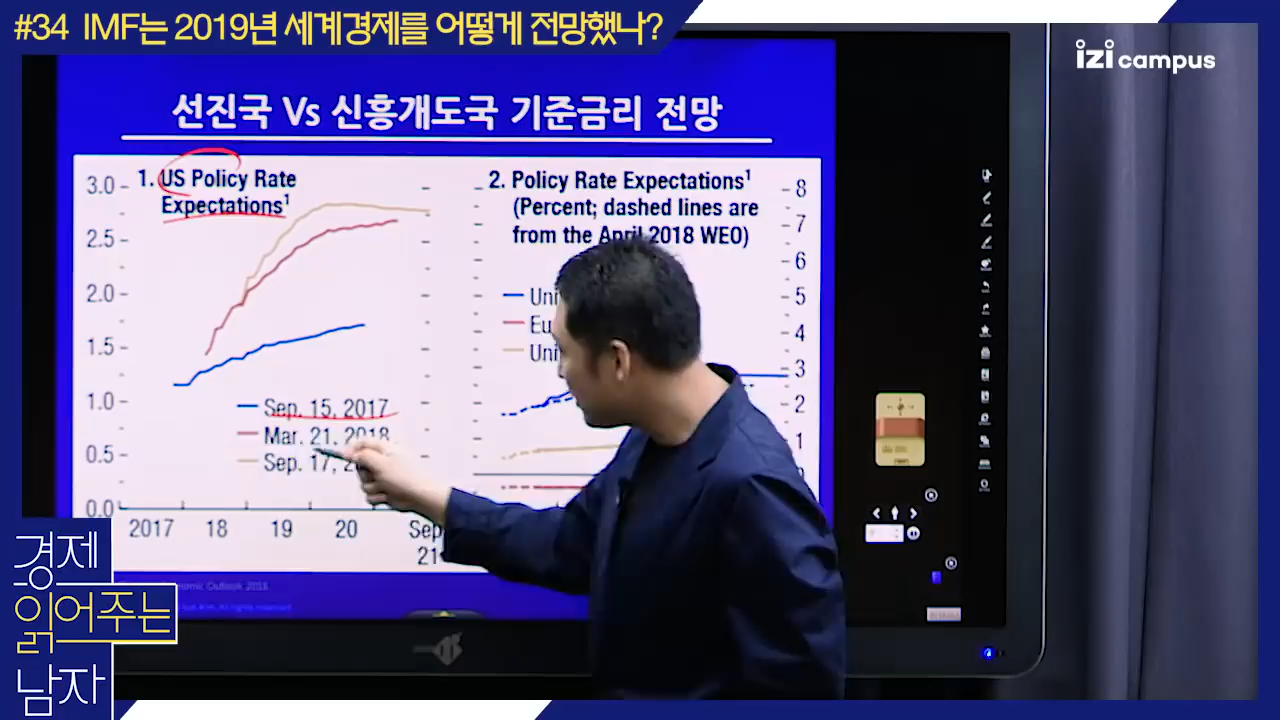 #34 IMF는 2019년 세계경제를 어떻게 전망했나?
izi campus
선진국 Vs 신흥개도국 기준금리 전망
1. US Policy Rate
Expectations¹
3.0
2.5
2.0
1.5
1.0
0.5
0.0
Sep. 15, 2017
Mar. 21, 2018
Sep. 17,
2017 18 19 20 Sep
21
2. Policy Rate Expectations¹
(Percent; dashed lines are
from the April 2018 WEO)
8
7
6
5
4
3
2
1
경제
읽어주는
남자